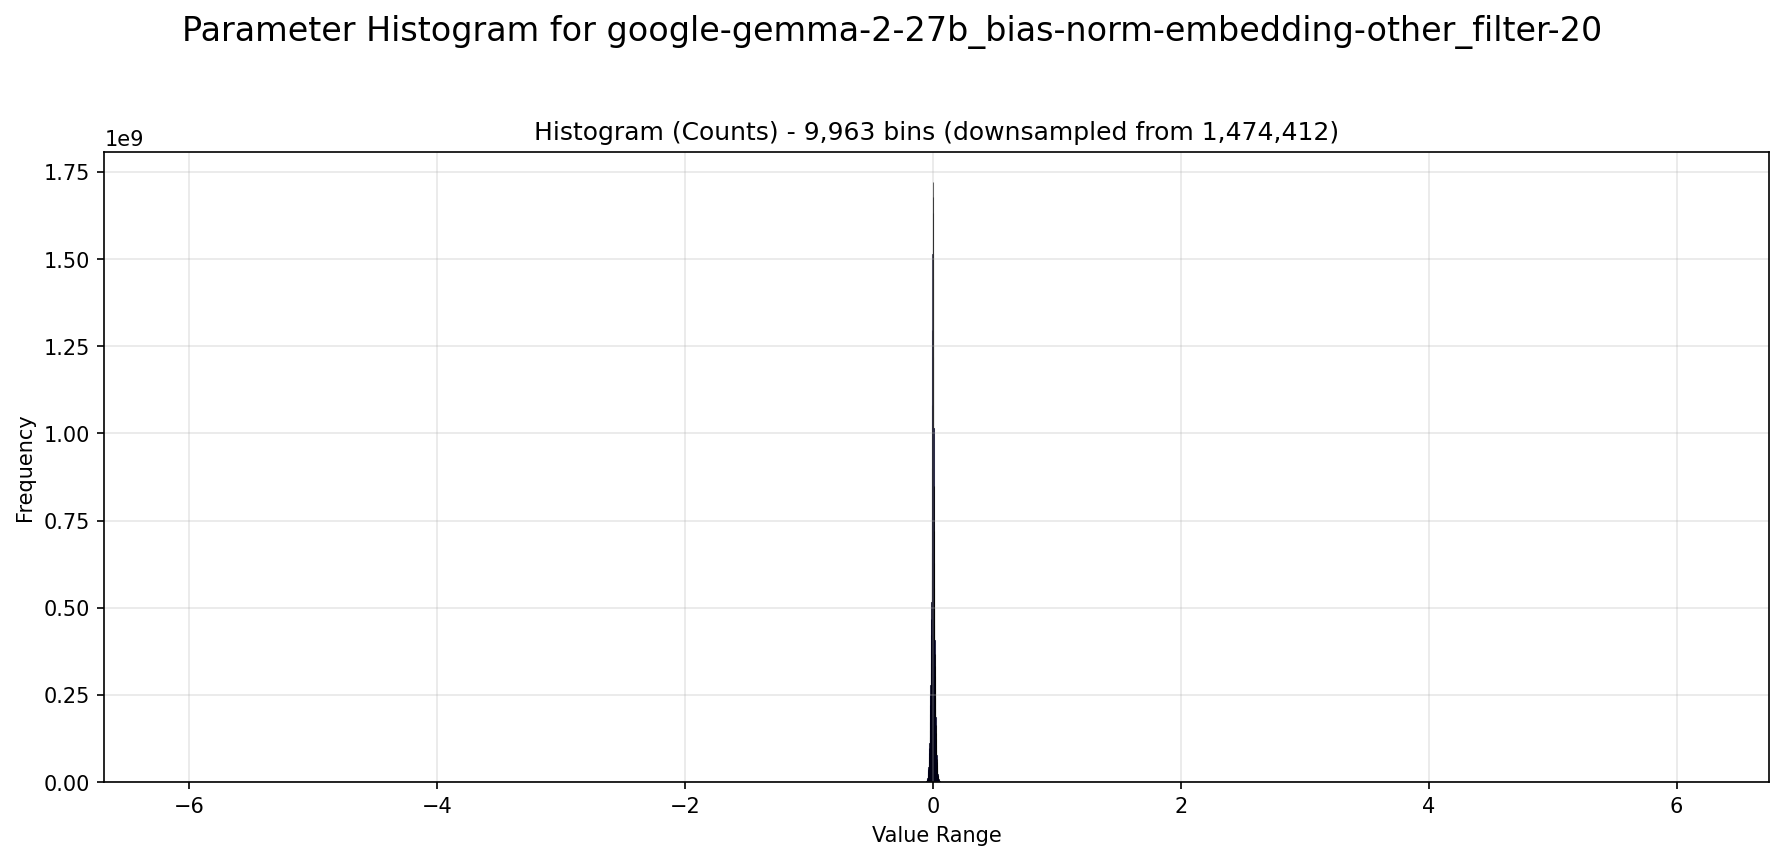 Parameter Histogram for google-gemma-2-27b_bias-norm-embedding-other_filter-20
Histogram (Counts) - 9,963 bins (downsampled from 1,474,412)
1e9
1.75
1.50
1.25
1.00
0.75
0.50
0.25
0.00
Frequency
−6 −4 −2 0 2 4 6
Value Range